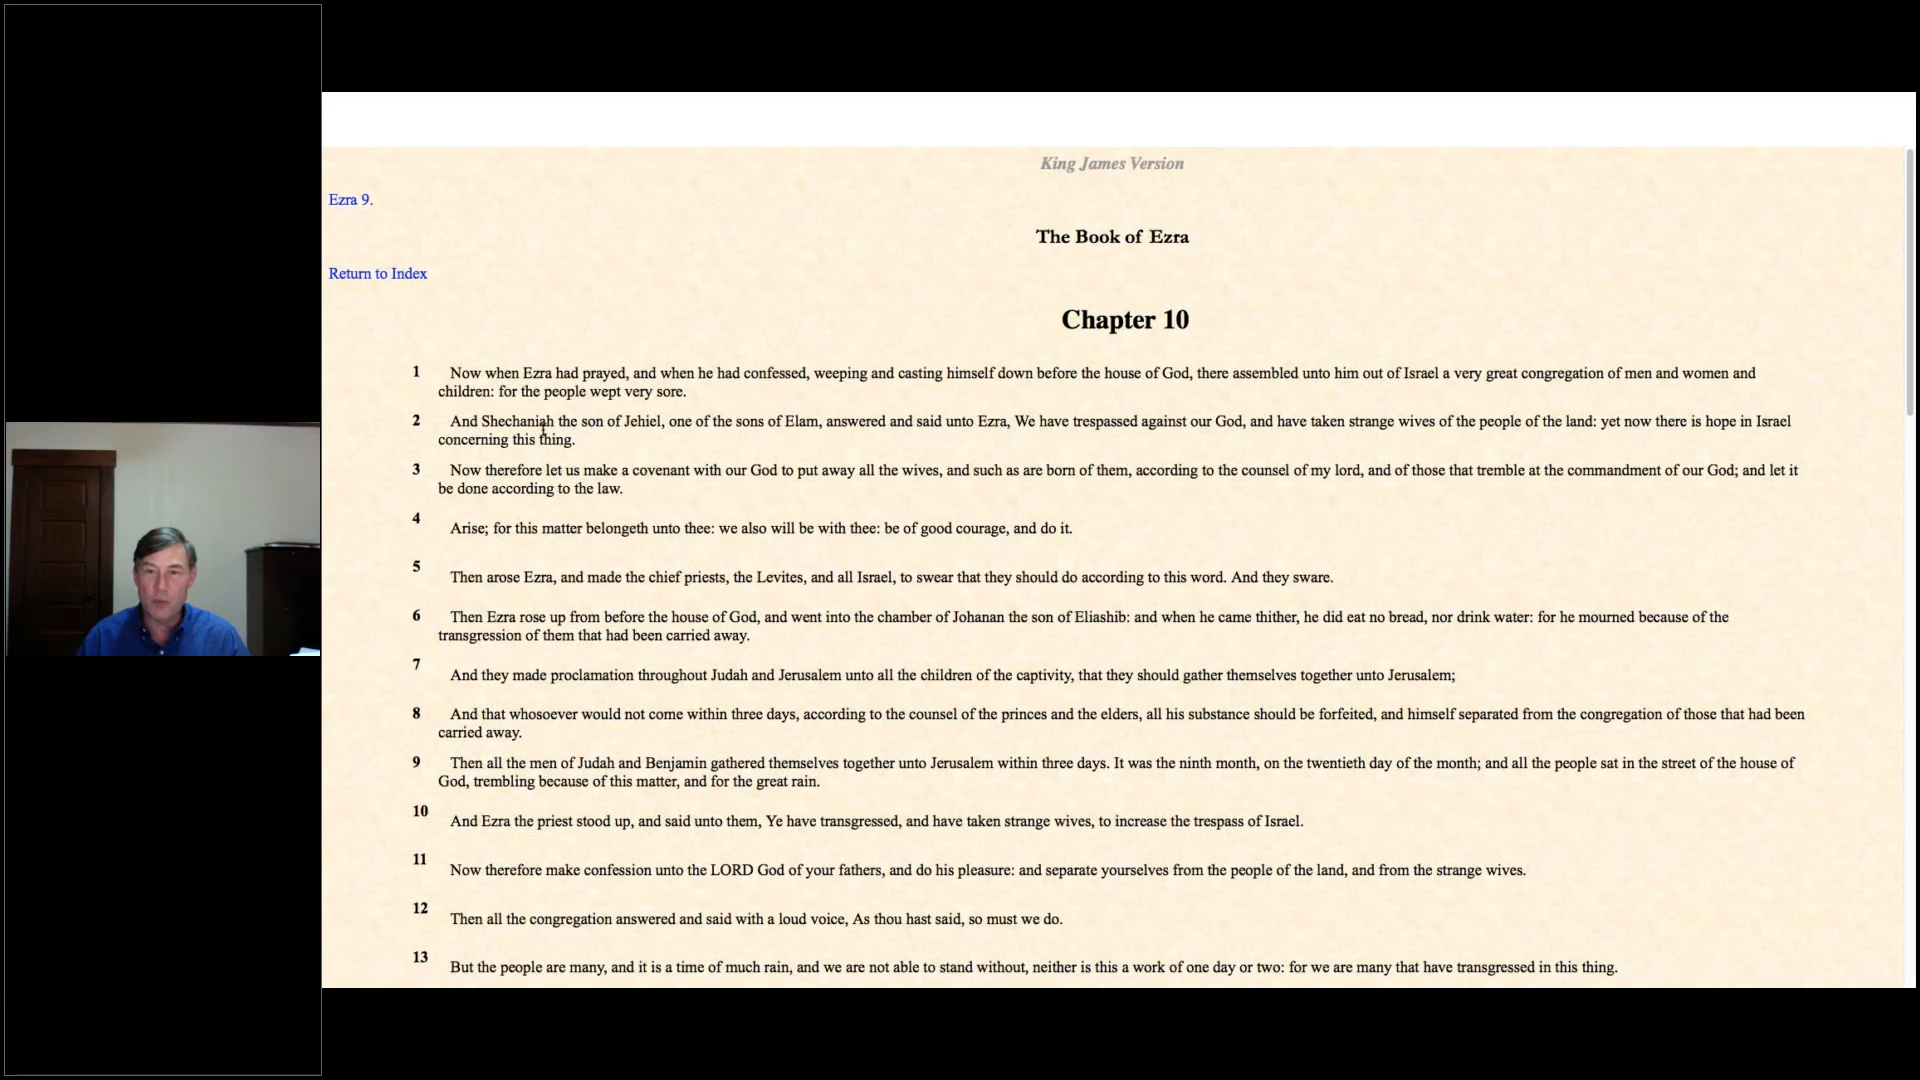 King James Version
Ezra 9.
The Book of Ezra
Return to Index
Chapter 10
1 Now when Ezra had prayed, and when he had confessed, weeping and casting himself down before the house of God, there assembled unto him out of Israel a very great congregation of men and women and
children: for the people wept very sore.
2 And Shechaniah the son of Jehiel, one of the sons of Elam, answered and said unto Ezra, We have trespassed against our God, and have taken strange wives of the people of the land: yet now there is hope in Israel
concerning this thing.
3 Now therefore let us make a covenant with our God to put away all the wives, and such as are born of them, according to the counsel of my lord, and of those that tremble at the commandment of our God; and let it
be done according to the law.
4 Arise; for this matter belongeth unto thee: we also will be with thee: be of good courage, and do it.
5 Then arose Ezra, and made the chief priests, the Levites, and all Israel, to swear that they should do according to this word. And they sware.
6 Then Ezra rose up from before the house of God, and went into the chamber of Johanan the son of Eliashib: and when he came thither, he did eat no bread, nor drink water: for he mourned because of the
transgression of them that had been carried away.
7 And they made proclamation throughout Judah and Jerusalem unto all the children of the captivity, that they should gather themselves together unto Jerusalem;
8 And that whosoever would not come within three days, according to the counsel of the princes and the elders, all his substance should be forfeited, and himself separated from the congregation of those that had been
carried away.
9 Then all the men of Judah and Benjamin gathered themselves together unto Jerusalem within three days. It was the ninth month, on the twentieth day of the month; and all the people sat in the street of the house of
God, trembling because of this matter, and for the great rain.
10 And Ezra the priest stood up, and said unto them, Ye have transgressed, and have taken strange wives, to increase the trespass of Israel.
11 Now therefore make confession unto the LORD God of your fathers, and do his pleasure: and separate yourselves from the people of the land, and from the strange wives.
12 Then all the congregation answered and said with a loud voice, As thou hast said, so must we do.
13 But the people are many, and it is a time of much rain, and we are not able to stand without, neither is this a work of one day or two: for we are many that have transgressed in this thing.